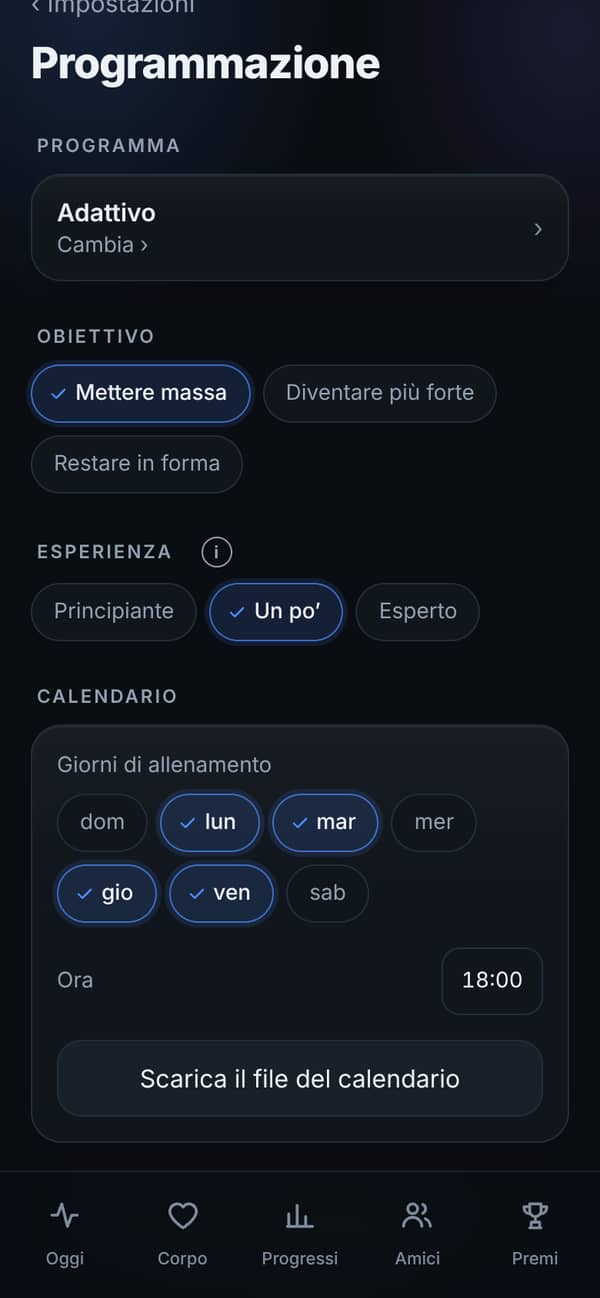 ‹ Impostazioni
Programmazione
PROGRAMMA
Adattivo
Cambia ›
›
OBIETTIVO
✓ Mettere massa
Diventare più forte
Restare in forma
ESPERIENZA i
Principiante
✓ Un po’
Esperto
CALENDARIO
Giorni di allenamento
dom ✓ lun ✓ mar mer
✓ gio ✓ ven sab
Ora 18:00
Scarica il file del calendario
Oggi Corpo Progressi Amici Premi